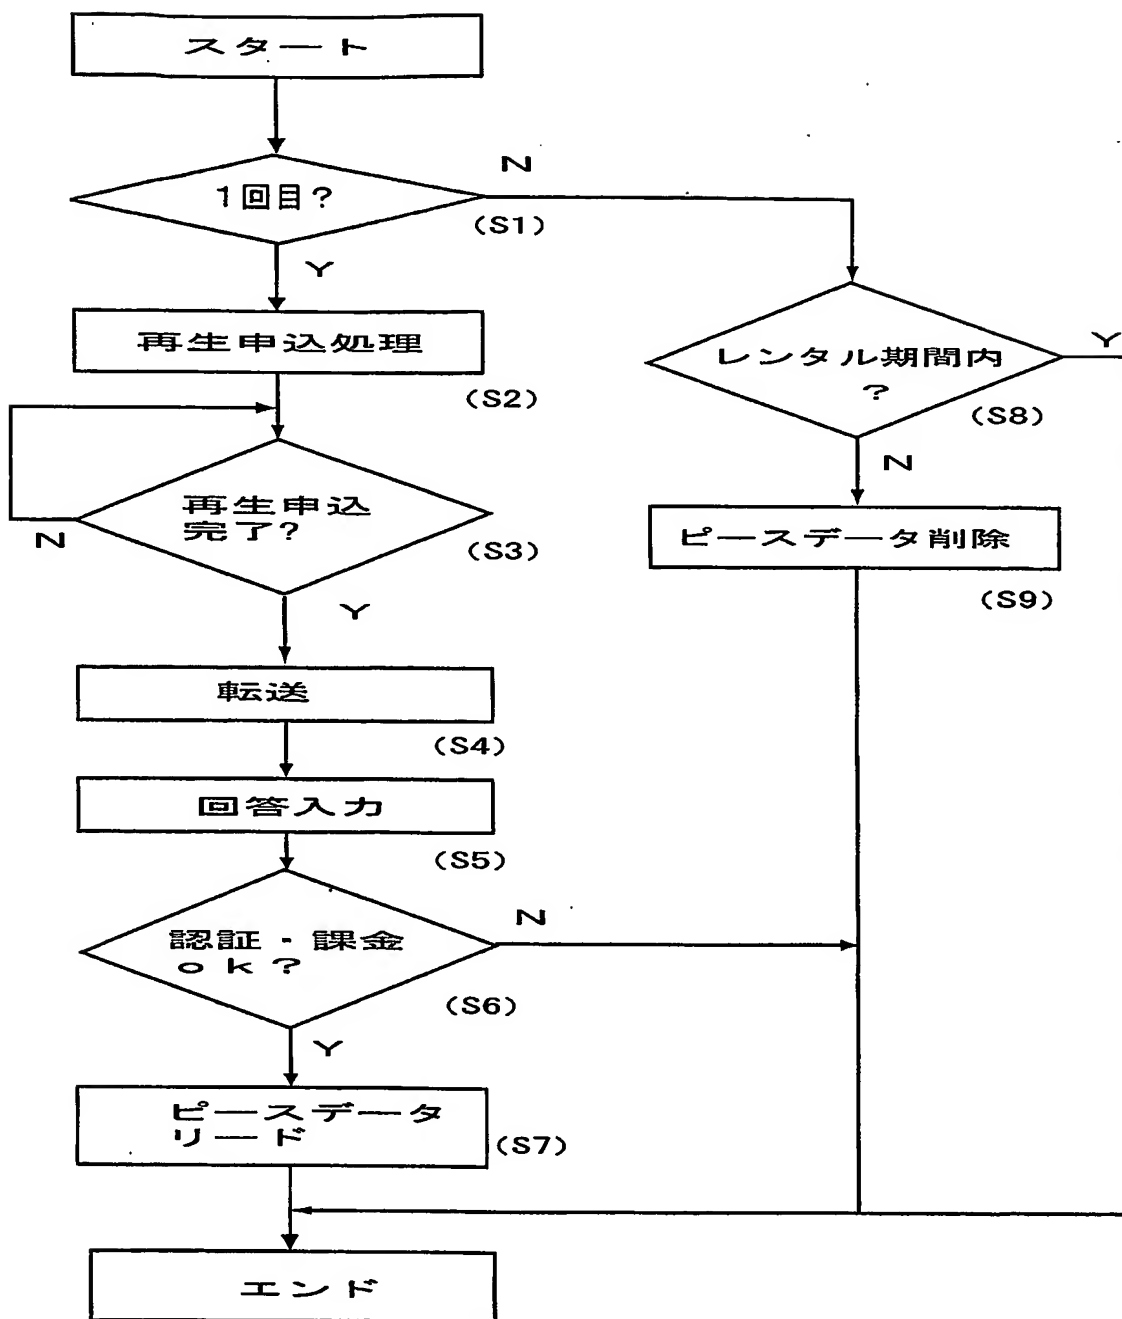 スタート
N
1回目?
(S1)
Y
再生申込処理
(S2)
Y
レンタル期間内
?
(S8)
N
再生申込
完了?
N
(S3)
ピースデータ削除
(S9)
Y
転送
(S4)
回答入力
(S5)
N
認証・課金
ok?
(S6)
Y
ピースデータ
リード
(S7)
エンド